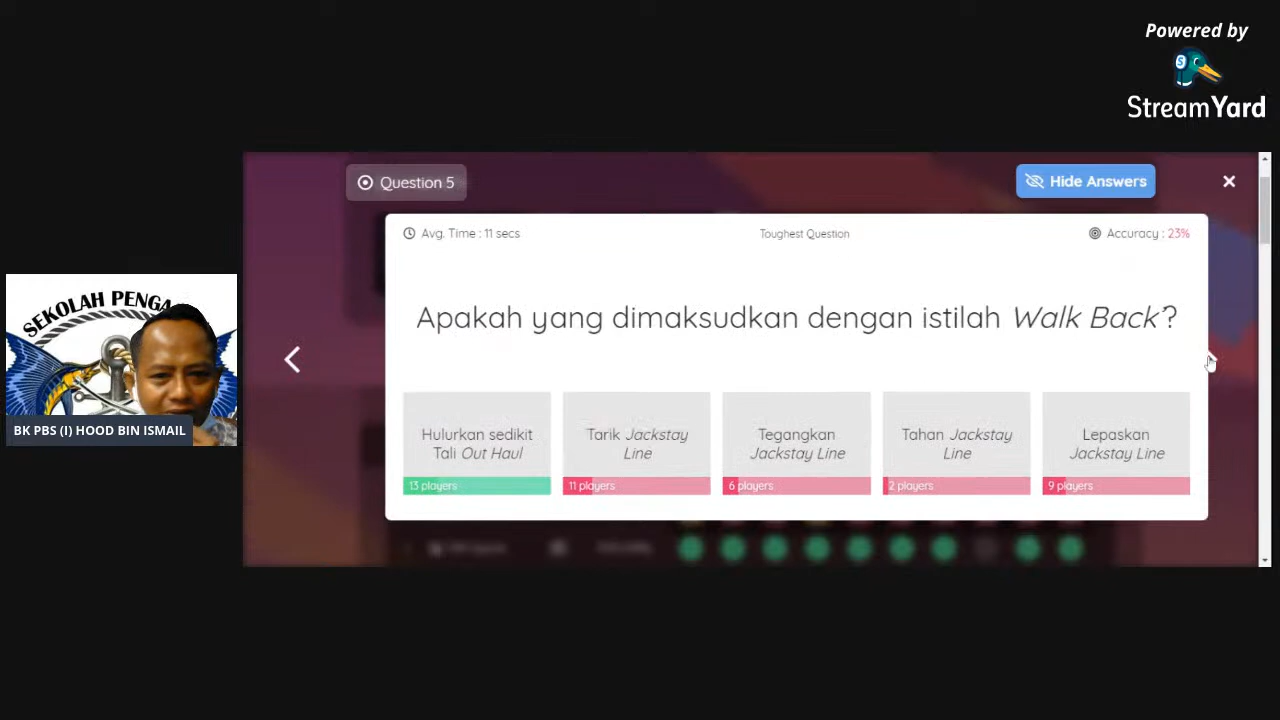 Powered by
StreamYard
Question 5
Hide Answers
Avg. Time : 11 secs
Toughest Question
Accuracy : 23%
Apakah yang dimaksudkan dengan istilah Walk Back ?
Hulurkan sedikit
Tali Out Haul
13 players
Tarik Jackstay
Line
11 players
Tegangkan
Jackstay Line
6 players
Tahan Jackstay
Line
2 players
Lepaskan
Jackstay Line
9 players
SEKOLAH PENGA
BK PBS (I) HOOD BIN ISMAIL